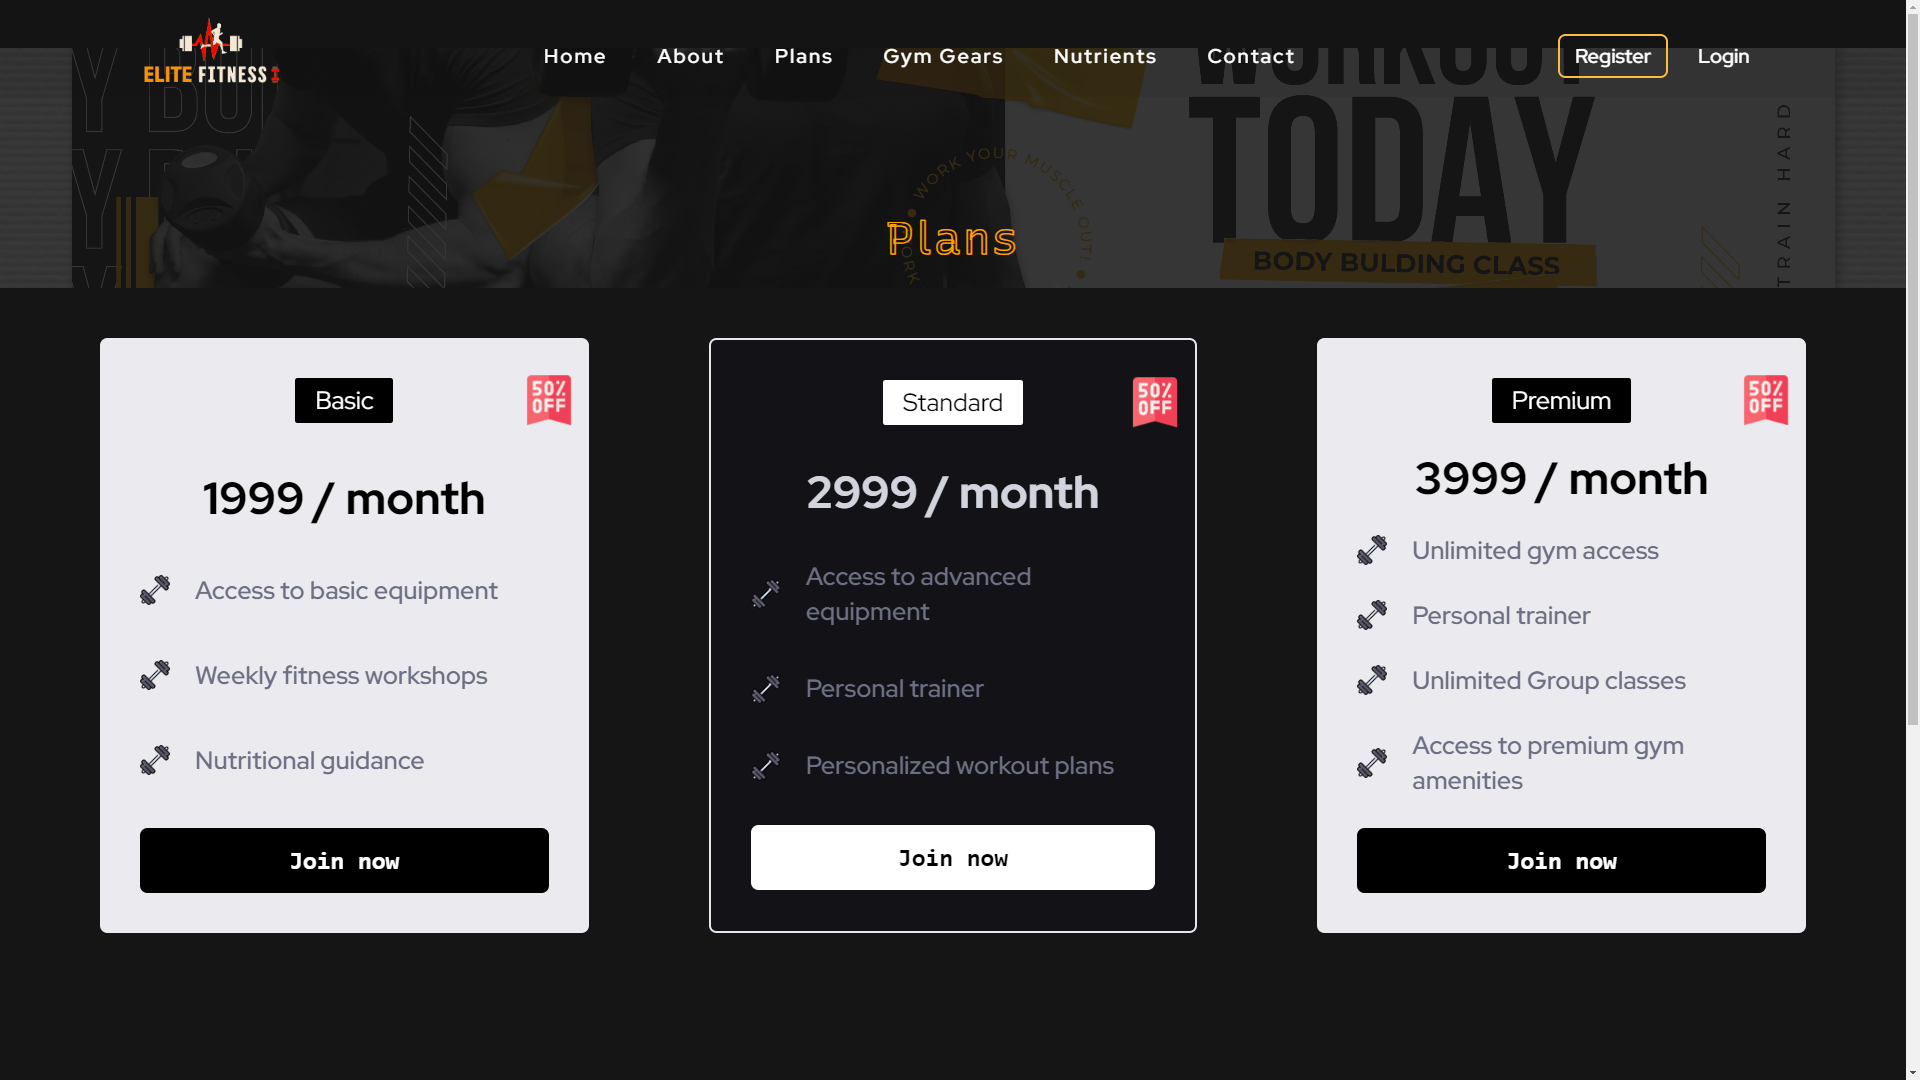 ELITE FITNESS
Home
About
Plans
Gym Gears
Nutrients
Contact
Register
Login
WORKOUT
TODAY
WORK YOUR MUSCLE OUT!
BODY BULDING CLASS
TRAIN HARD
Plans
Basic
50%
OFF
1999 / month
Access to basic equipment
Weekly fitness workshops
Nutritional guidance
Join now
Standard
50%
OFF
2999 / month
Access to advanced
equipment
Personal trainer
Personalized workout plans
Join now
Premium
50%
OFF
3999 / month
Unlimited gym access
Personal trainer
Unlimited Group classes
Access to premium gym
amenities
Join now